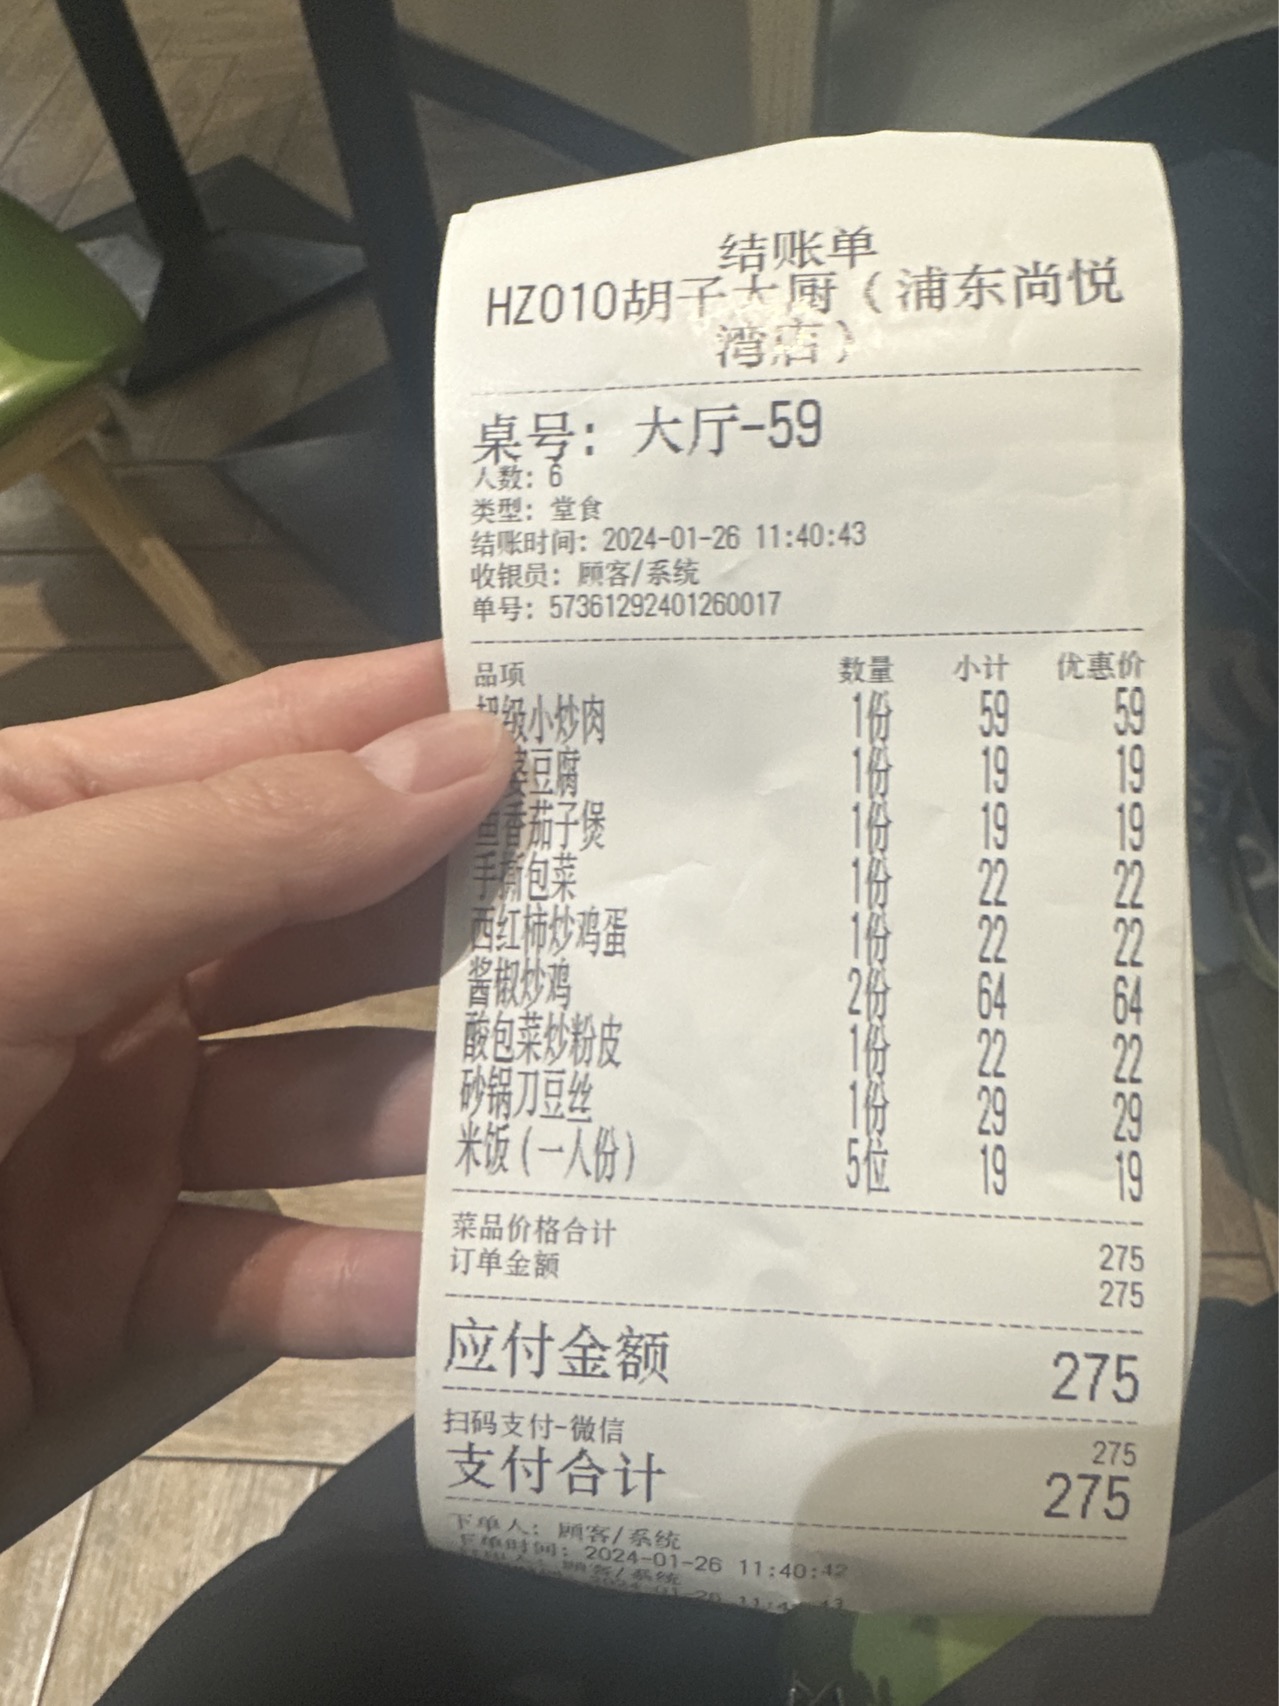 结账单
HZ010胡子大厨（浦东尚悦
湾店）
桌号：大厅-59
人数：6
类型：堂食
结账时间：2024-01-26 11:40:43
收银员：顾客/系统
单号：57361292401260017
品项 数量 小计 优惠价
超级小炒肉 1份 59 59
婆豆腐 1份 19 19
鱼香茄子煲 1份 19 19
手撕包菜 1份 22 22
西红柿炒鸡蛋 1份 22 22
酱椒炒鸡 2份 64 64
酸包菜炒粉皮 1份 22 22
砂锅刀豆丝 1份 29 29
米饭（一人份） 5位 19 19
菜品价格合计 275
订单金额 275
应付金额 275
扫码支付-微信 275
支付合计 275
下单人：顾客/系统
下单时间：2024-01-26 11:40:42
顾客/系统